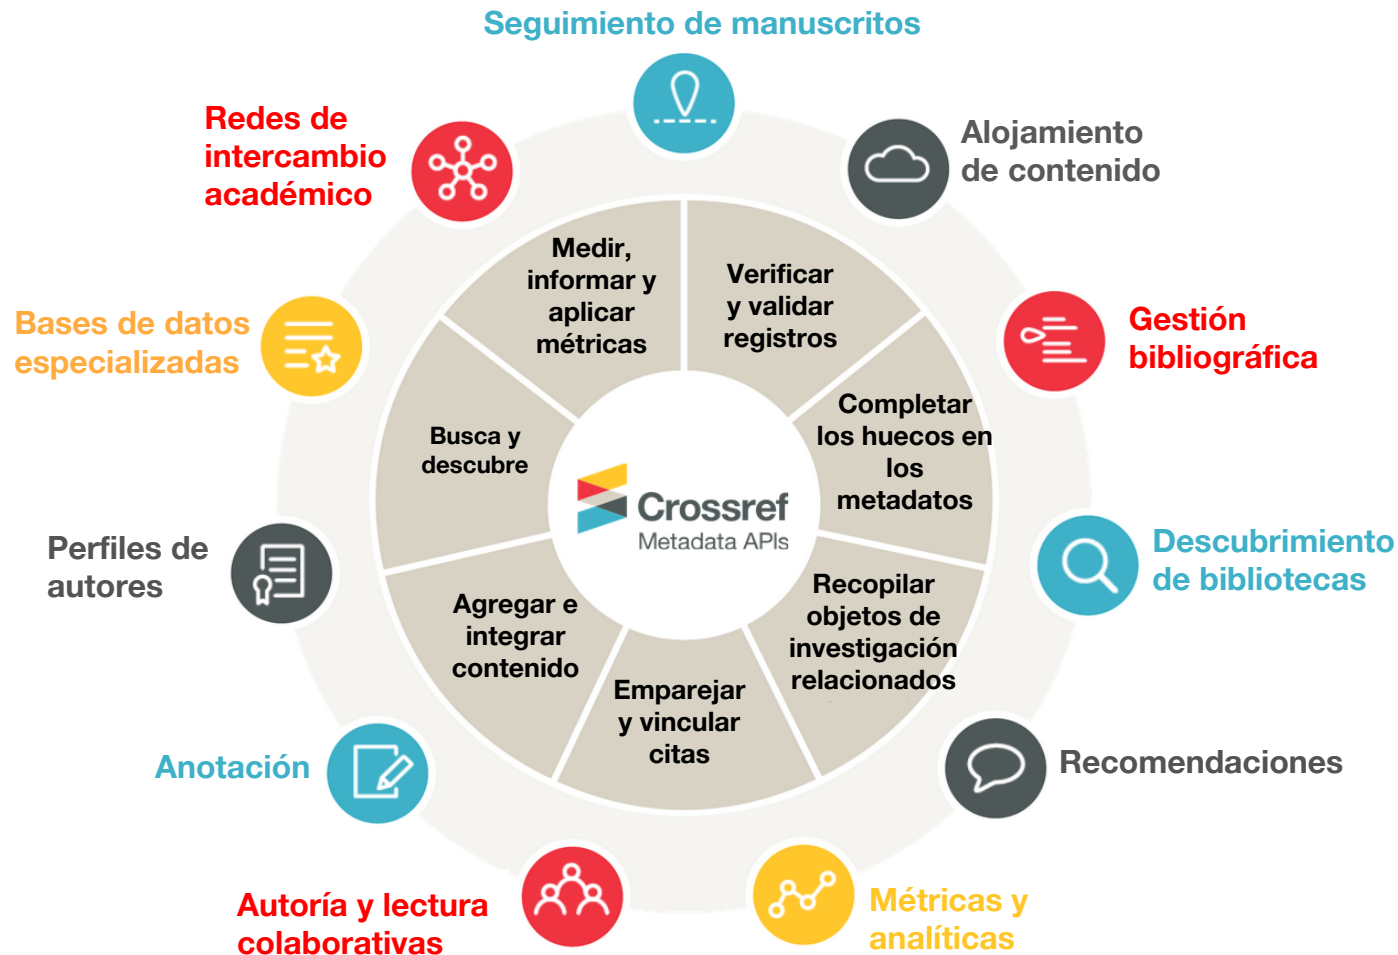 Seguimiento de manuscritos
Redes de
intercambio
académico
Alojamiento
de contenido
Bases de datos
especializadas
Gestión
bibliográfica
Perfiles de
autores
Descubrimiento
de bibliotecas
Anotación
Recomendaciones
Autoría y lectura
colaborativas
Métricas y
analíticas
Medir,
informar y
aplicar
métricas
Verificar
y validar
registros
Completar
los huecos en
los
metadatos
Busca y
descubre
Recopilar
objetos de
investigación
relacionados
Agregar e
integrar
contenido
Emparejar
y vincular
citas
Crossref
Metadata APIs